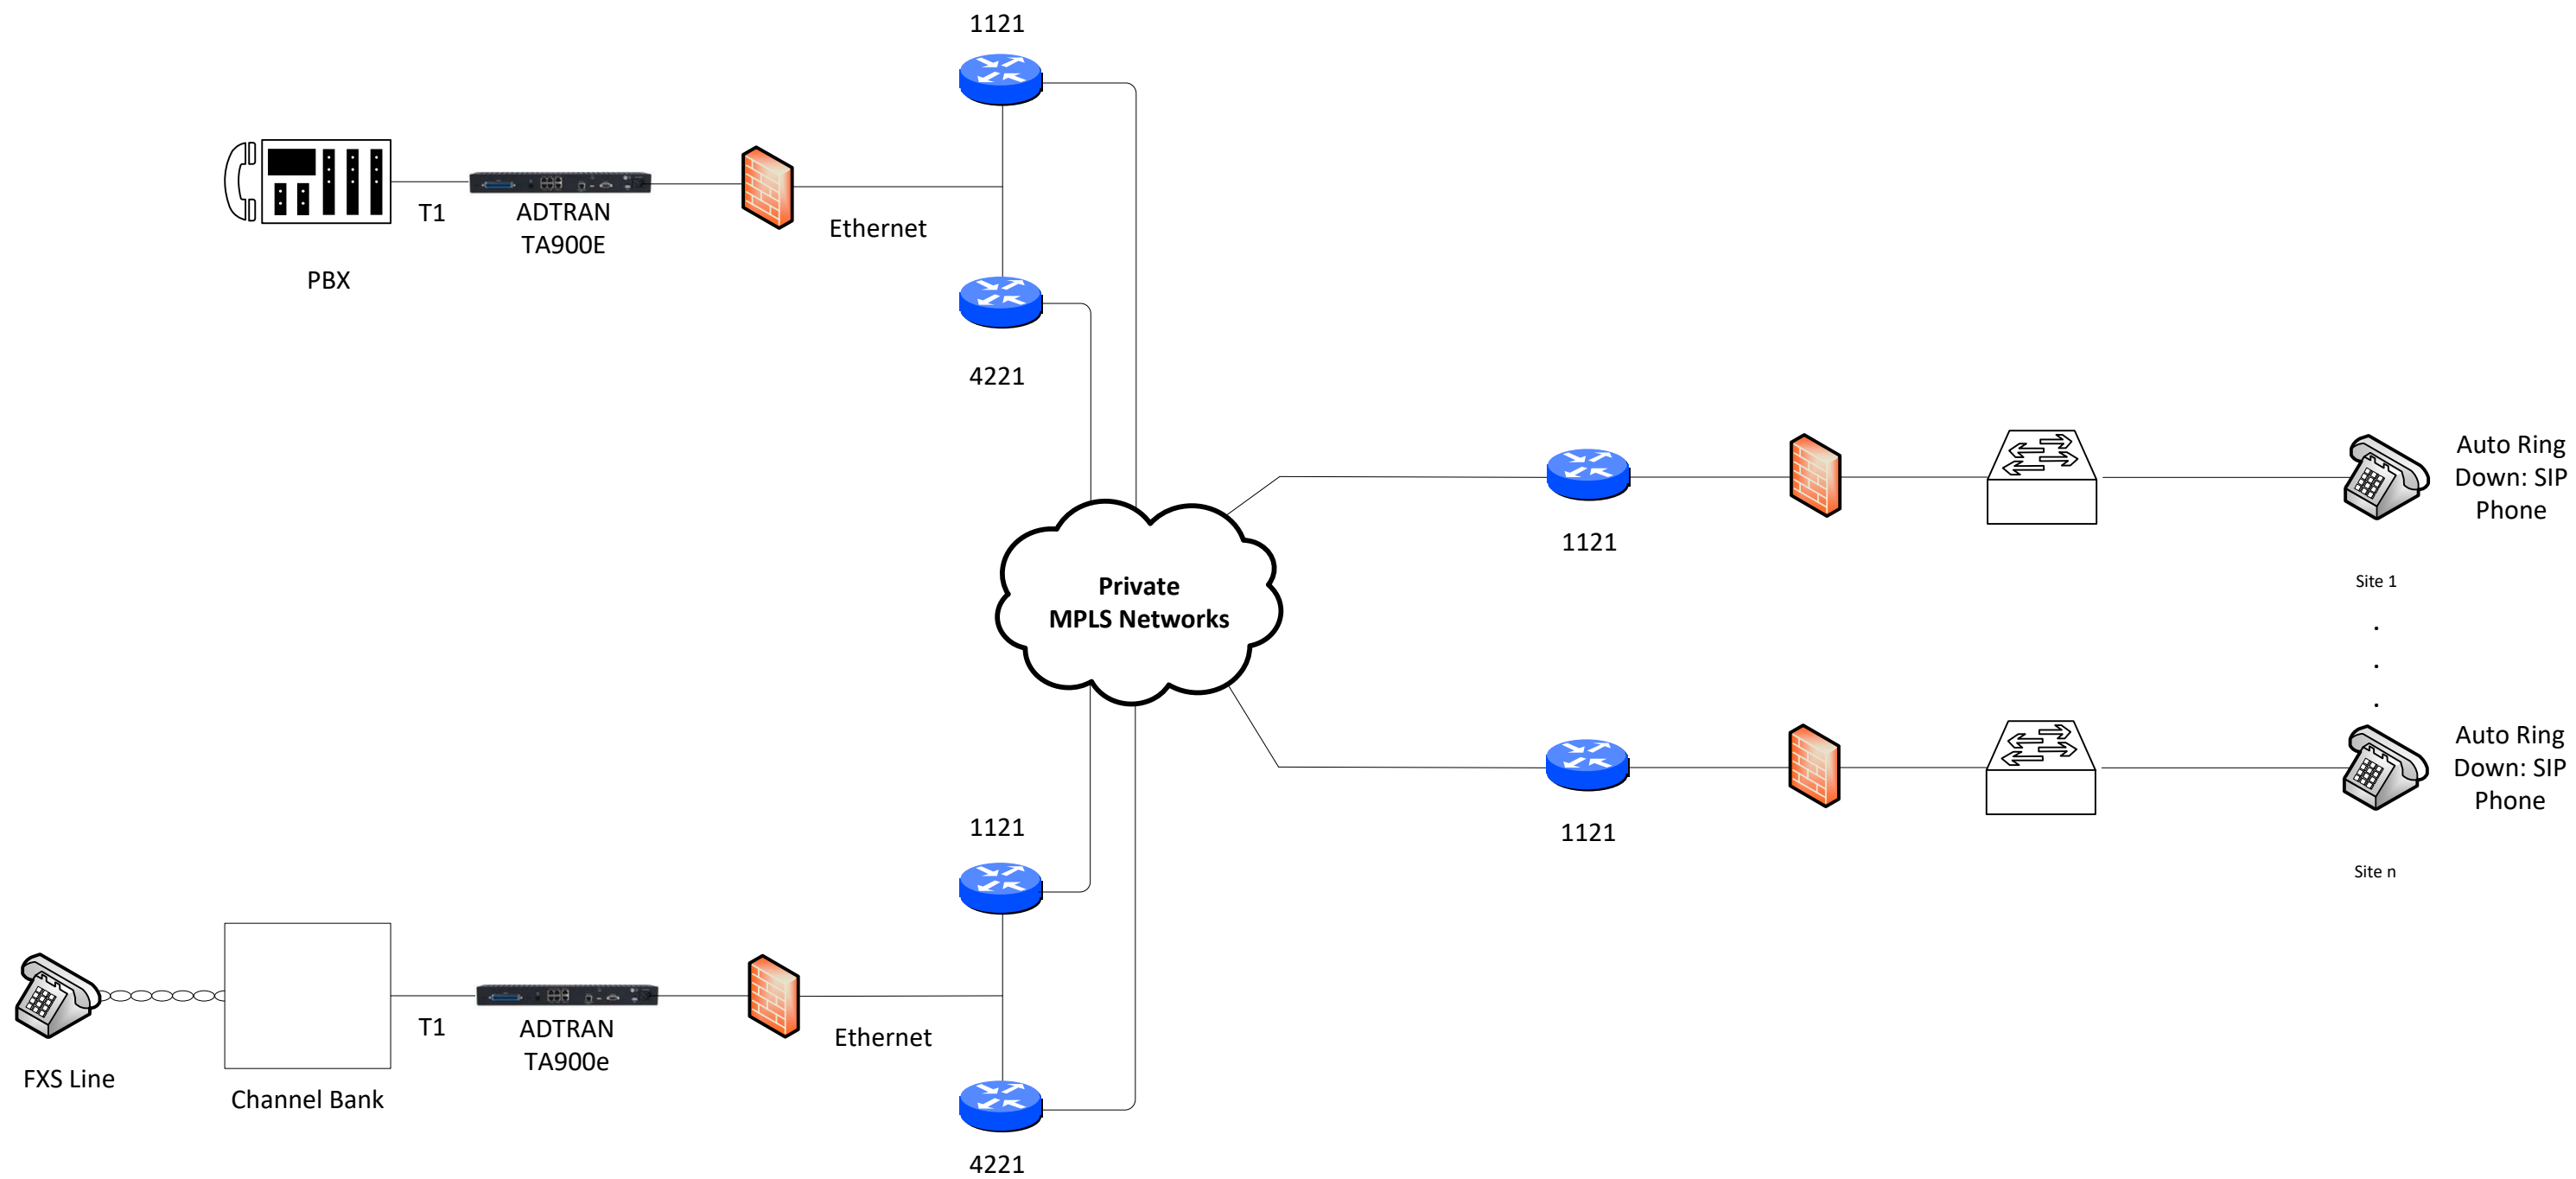 1121
T1
ADTRAN
TA900E
Ethernet
PBX
4221
Private
MPLS Networks
1121
Auto Ring
Down: SIP
Phone
Site 1
.
.
.
1121
Auto Ring
Down: SIP
Phone
Site n
1121
FXS Line
Channel Bank
T1
ADTRAN
TA900e
Ethernet
4221